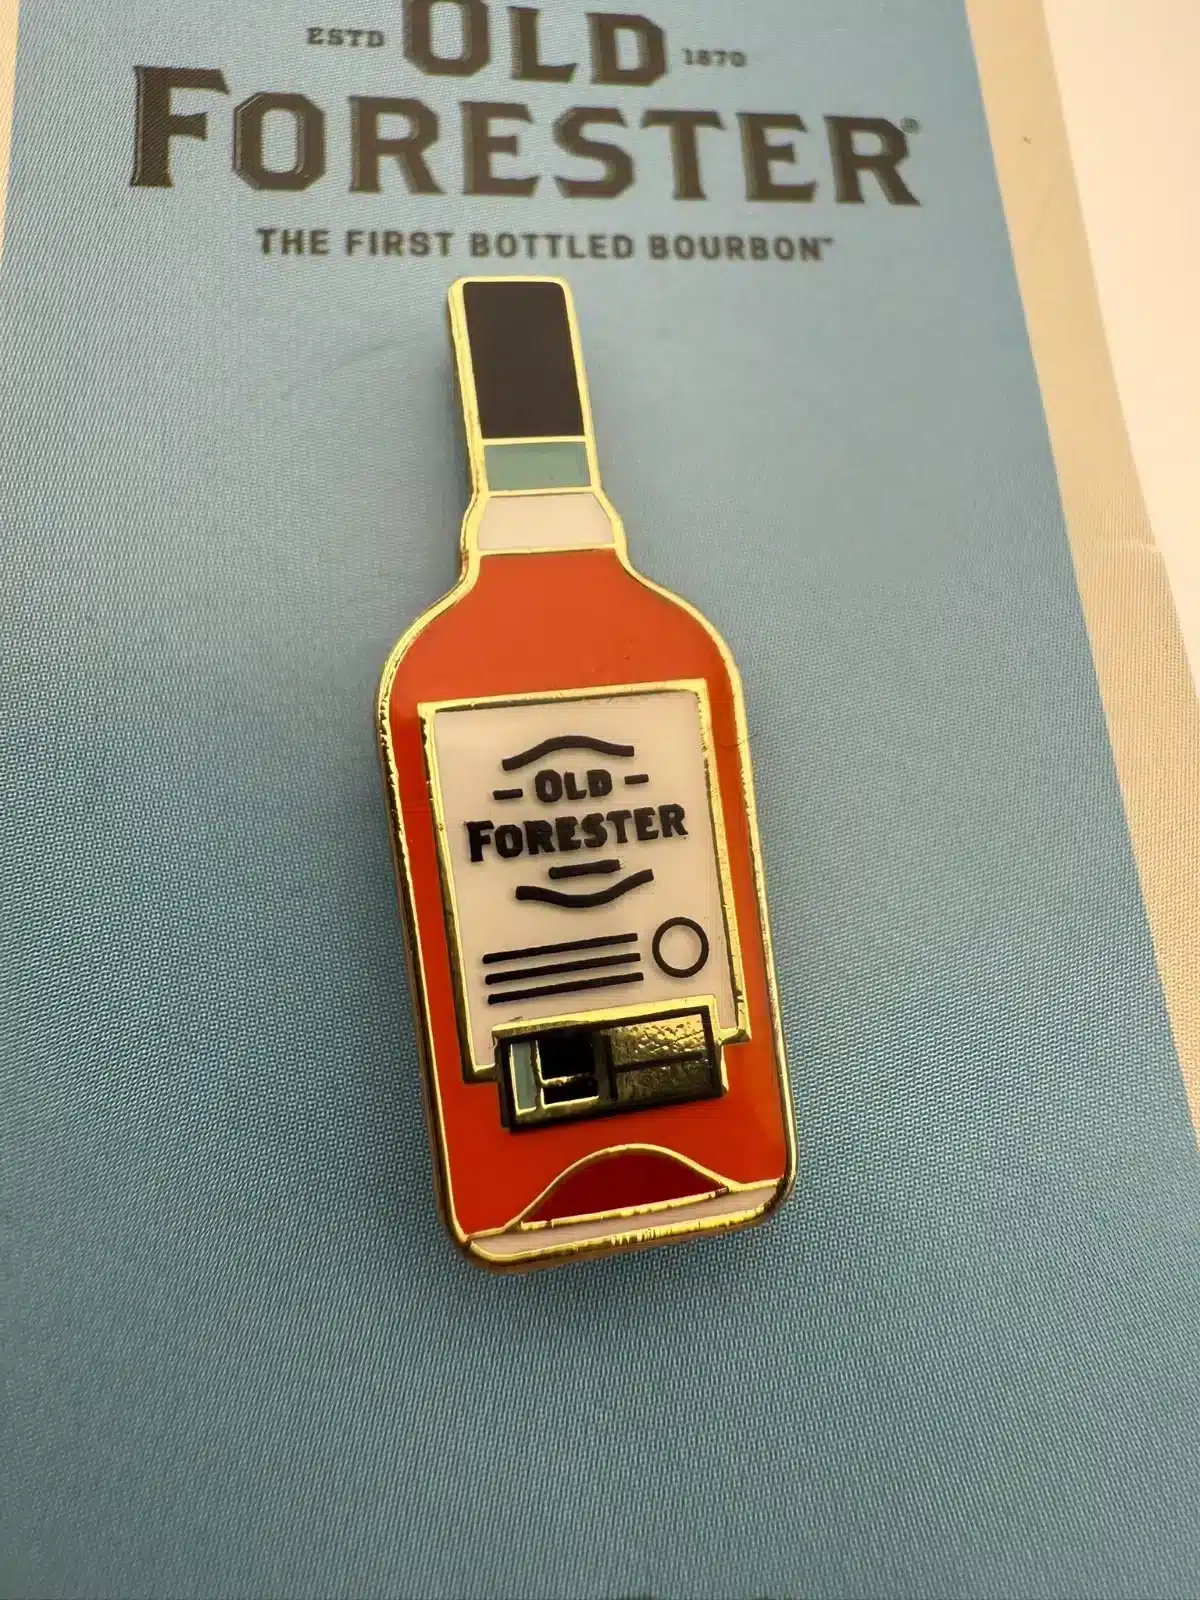 ESTD OLD 1870
FORESTER®
THE FIRST BOTTLED BOURBON™
OLD
FORESTER